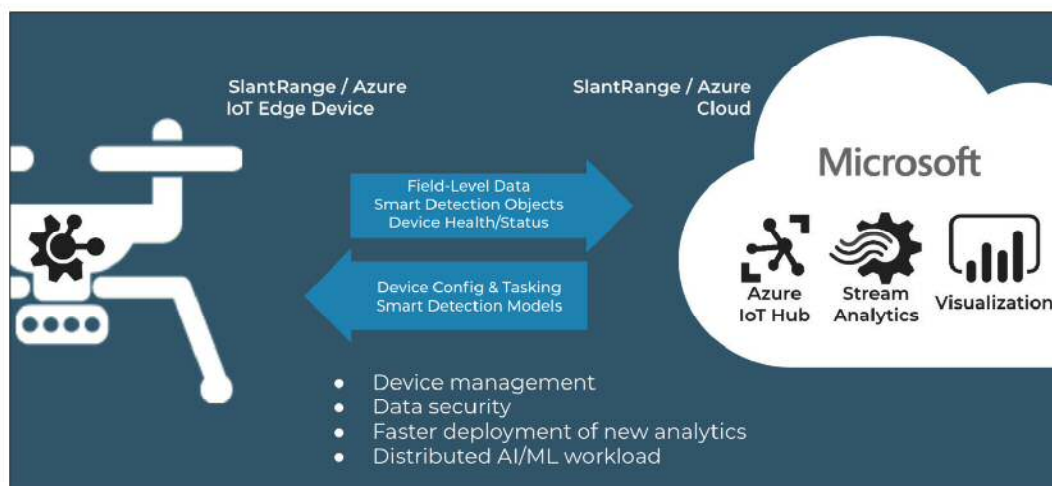 SlantRange / Azure
IoT Edge Device
SlantRange / Azure
Cloud
Microsoft
Field-Level Data
Smart Detection Objects
Device Health/Status
Device Config & Tasking
Smart Detection Models
Azure
IoT Hub
Stream
Analytics
Visualization
● Device management
● Data security
● Faster deployment of new analytics
● Distributed AI/ML workload